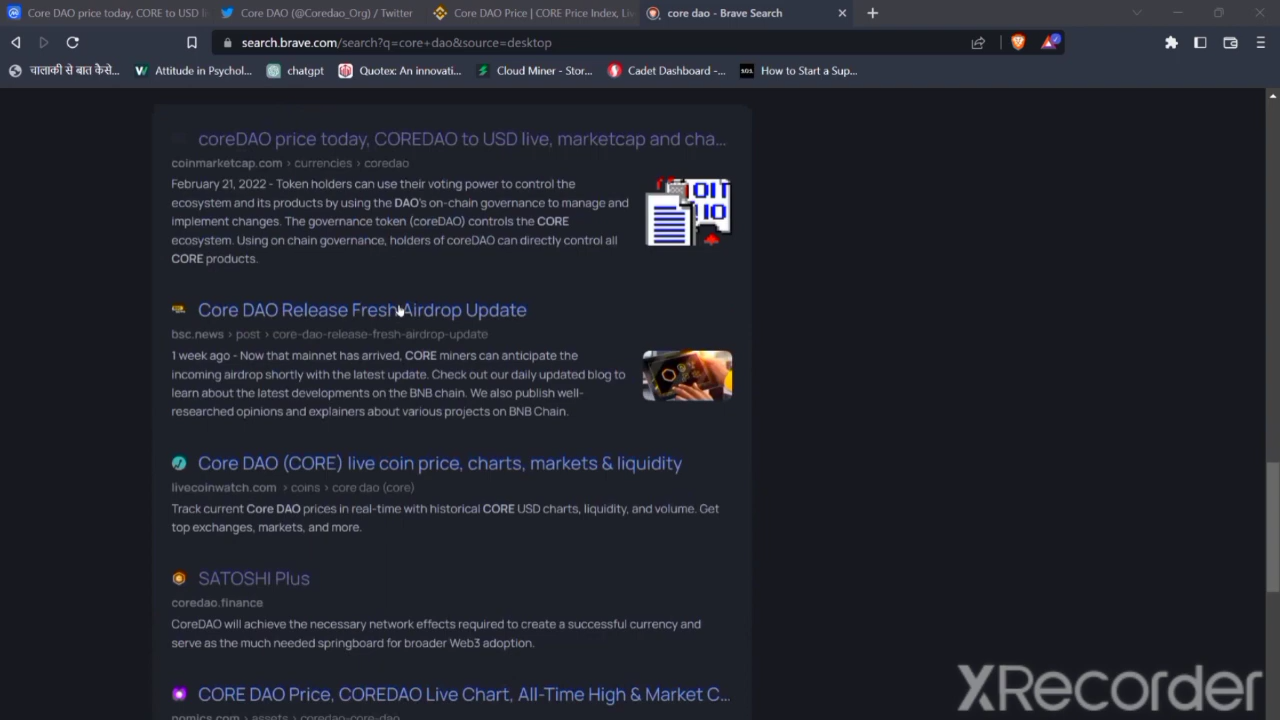 Core DAO price today, CORE to USD li
Core DAO (@Coredao_Org) / Twitter
Core DAO Price | CORE Price Index, Li
core dao - Brave Search
search.brave.com/search?q=core+dao&source=desktop
चालाकी से बात कैसे...
Attitude in Psychol...
chatgpt
Quotex: An innovati...
Cloud Miner - Stor...
Cadet Dashboard -...
How to Start a Sup...
coreDAO price today, COREDAO to USD live, marketcap and cha...
coinmarketcap.com › currencies › coredao
February 21, 2022 - Token holders can use their voting power to control the
ecosystem and its products by using the DAO's on-chain governance to manage and
implement changes. The governance token (coreDAO) controls the CORE
ecosystem. Using on chain governance, holders of coreDAO can directly control all
CORE products.
Core DAO Release Fresh Airdrop Update
bsc.news › post › core-dao-release-fresh-airdrop-update
1 week ago - Now that mainnet has arrived, CORE miners can anticipate the
incoming airdrop shortly with the latest update. Check out our daily updated blog to
learn about the latest developments on the BNB chain. We also publish well-
researched opinions and explainers about various projects on BNB Chain.
Core DAO (CORE) live coin price, charts, markets & liquidity
livecoinwatch.com › coins › core dao (core)
Track current Core DAO prices in real-time with historical CORE USD charts, liquidity, and volume. Get
top exchanges, markets, and more.
SATOSHI Plus
coredao.finance
CoreDAO will achieve the necessary network effects required to create a successful currency and
serve as the much needed springboard for broader Web3 adoption.
CORE DAO Price, COREDAO Live Chart, All-Time High & Market C...
nomics.com › assets › coredao-core-dao
XRecorder